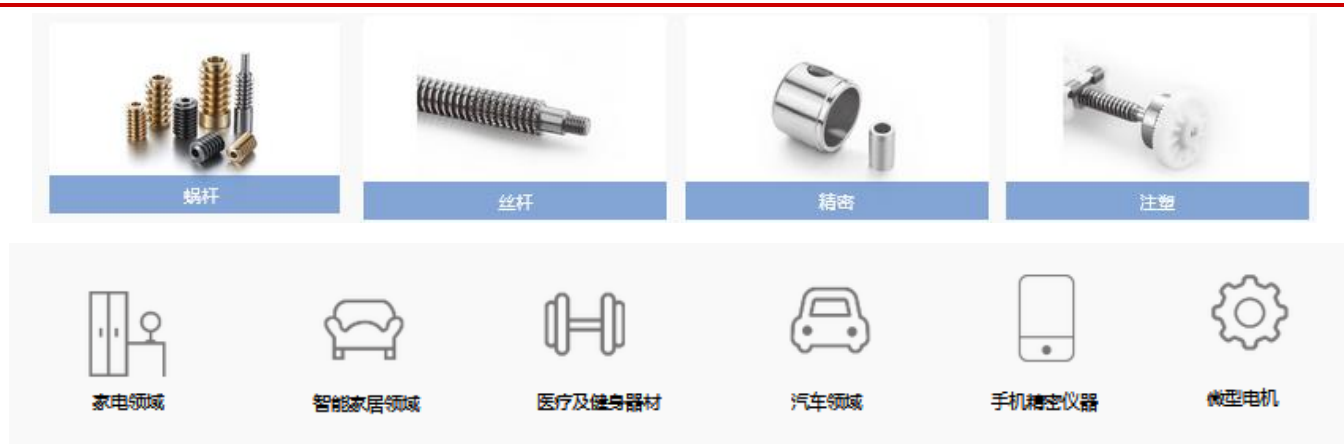 蜗杆
丝杆
精密
注塑
家电领域
智能家居领域
医疗及健身器材
汽车领域
手机精密仪器
微型电机